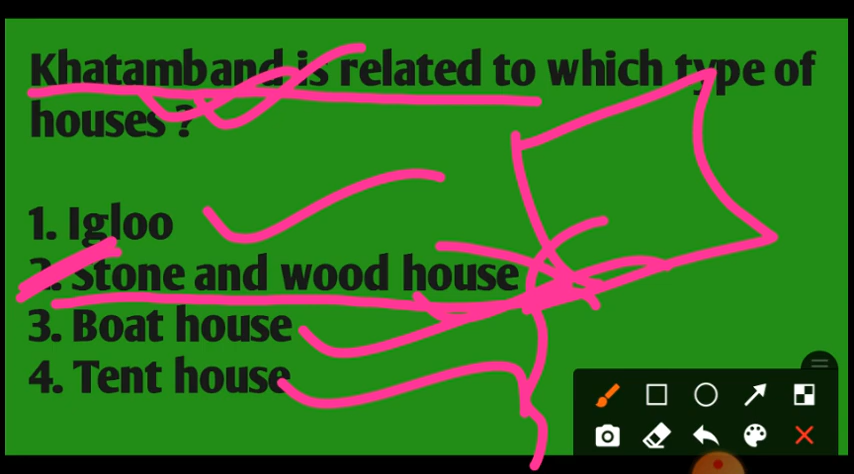 Khatamband is related to which type of
houses ?
1. Igloo
2. Stone and wood house
3. Boat house
4. Tent house